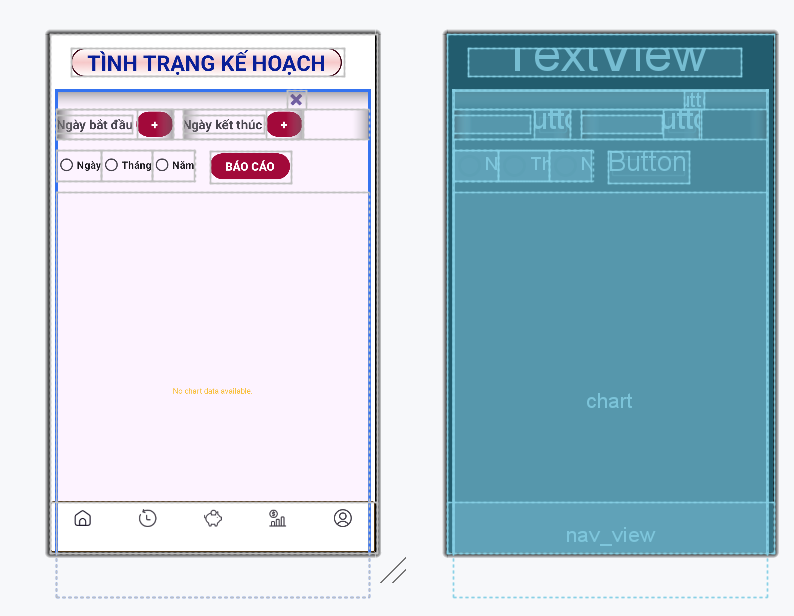 TÌNH TRẠNG KẾ HOẠCH
Ngày bắt đầu + Ngày kết thúc +
Ngày Tháng Năm BÁO CÁO
No chart data available.
TextView
Button
chart
nav_view